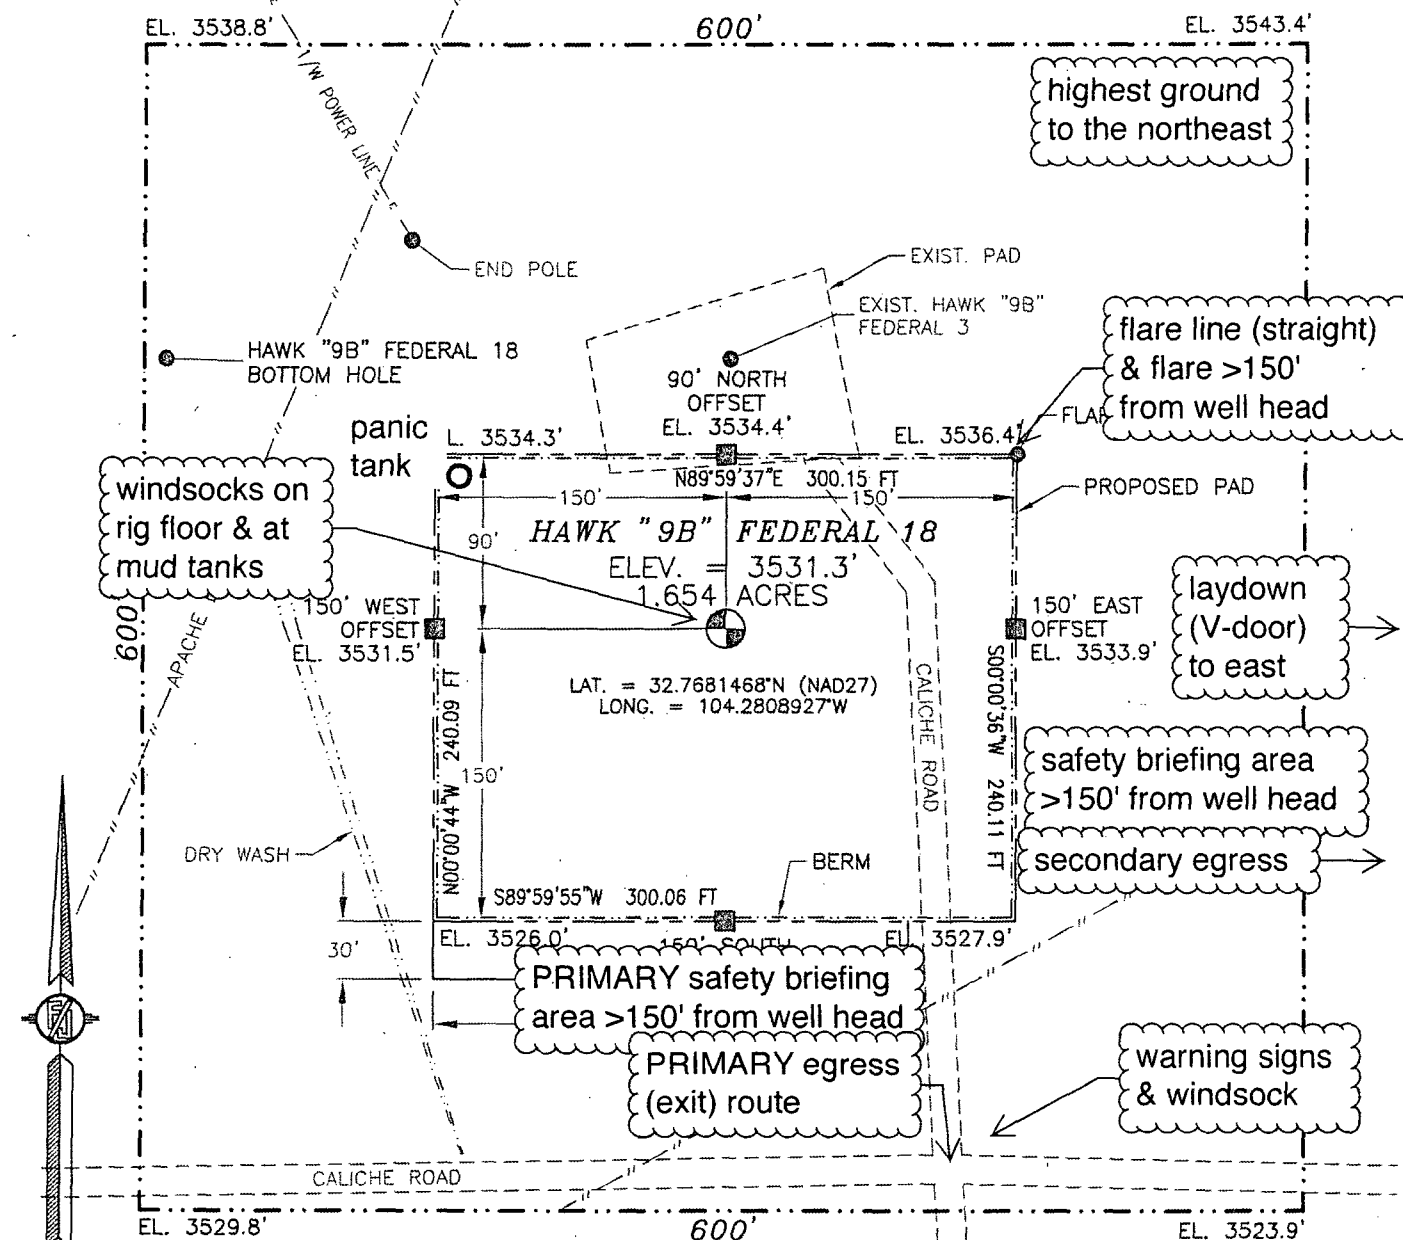 EL. 3538.8'
600'
EL. 3543.4'
1/W POWER LINE
highest ground
to the northeast
END POLE
EXIST. PAD
EXIST. HAWK "9B"
FEDERAL 3
HAWK "9B" FEDERAL 18
BOTTOM HOLE
flare line (straight)
& flare >150'
from well head
90' NORTH
OFFSET
EL. 3534.4'
panic
tank
L. 3534.3'
EL. 3536.4'
FLAR
N89°59'37"E 300.15 FT
150'
150'
PROPOSED PAD
windsocks on
rig floor & at
mud tanks
90'
HAWK "9B" FEDERAL 18
ELEV. = 3531.3'
1.654 ACRES
laydown
(V-door)
to east
150' WEST
OFFSET
EL. 3531.5'
150' EAST
OFFSET
EL. 3533.9'
600'
APACHE
LAT. = 32.7681468°N (NAD27)
LONG. = 104.2808927°W
CALICHE ROAD
N00°00'44"W 240.09 FT
S00°00'36"W 240.11 FT
150'
safety briefing area
>150' from well head
DRY WASH
BERM
secondary egress
S89°59'55"W 300.06 FT
EL. 3526.0'
150' SOUTH
EL. 3527.9'
30'
PRIMARY safety briefing
area >150' from well head
PRIMARY egress
(exit) route
warning signs
& windsock
CALICHE ROAD
EL. 3529.8'
600'
EL. 3523.9'